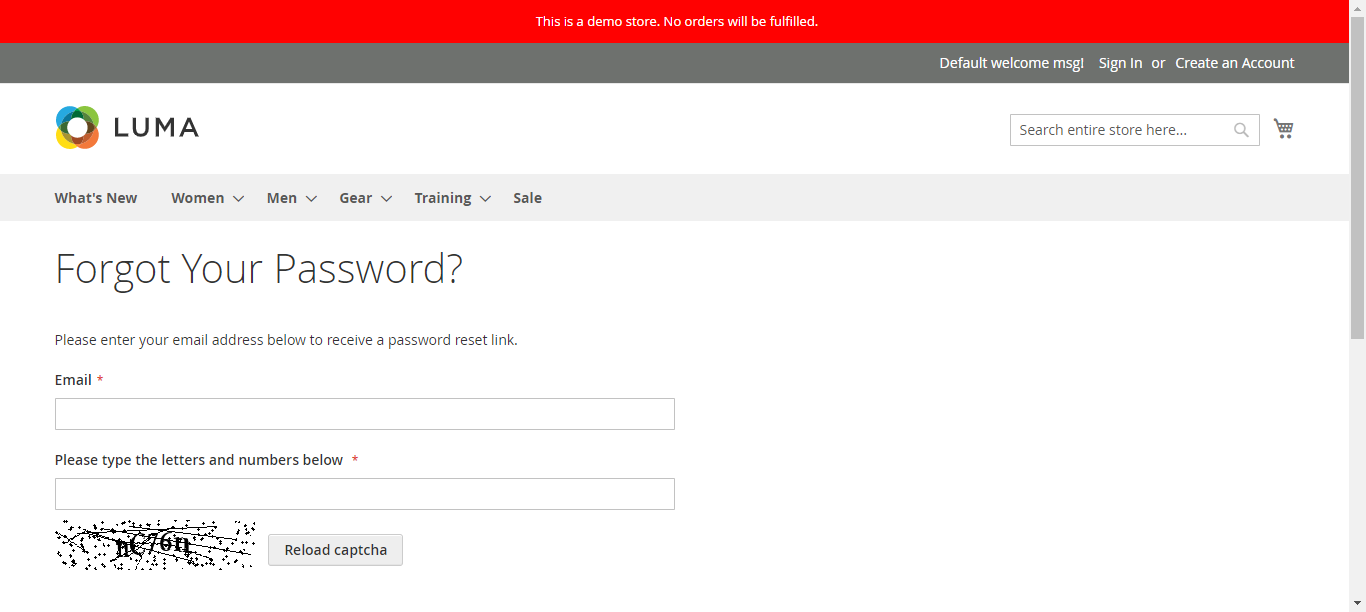 This is a demo store. No orders will be fulfilled.
Default welcome msg! Sign In or Create an Account
LUMA
Search entire store here...
What's New Women Men Gear Training Sale
Forgot Your Password?
Please enter your email address below to receive a password reset link.
Email *
Please type the letters and numbers below *
Reload captcha